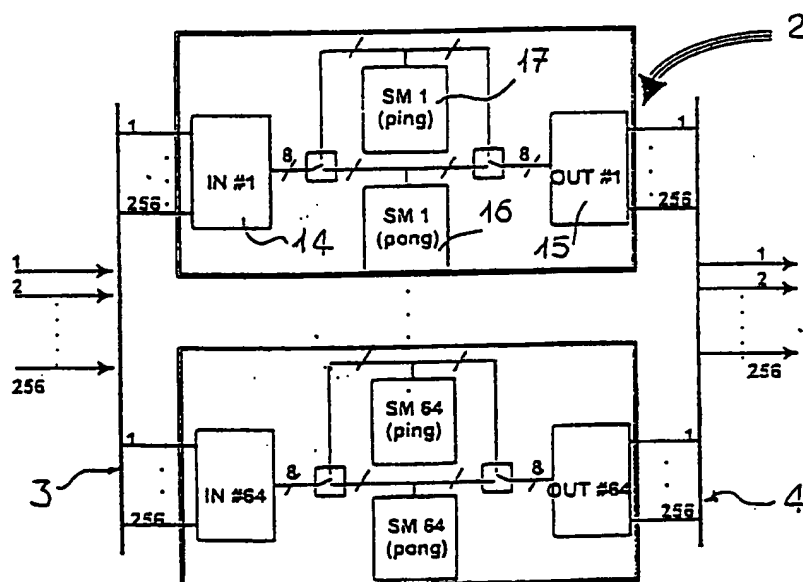 2
17
SM 1
(ping)
1
8
8
1
IN #1
OUT #1
256
14
SM 1
(pong)
16
15
256
1
2
256
1
2
256
SM 64
(ping)
1
8
8
1
3
IN #64
OUT #64
4
256
SM 64
(pong)
256